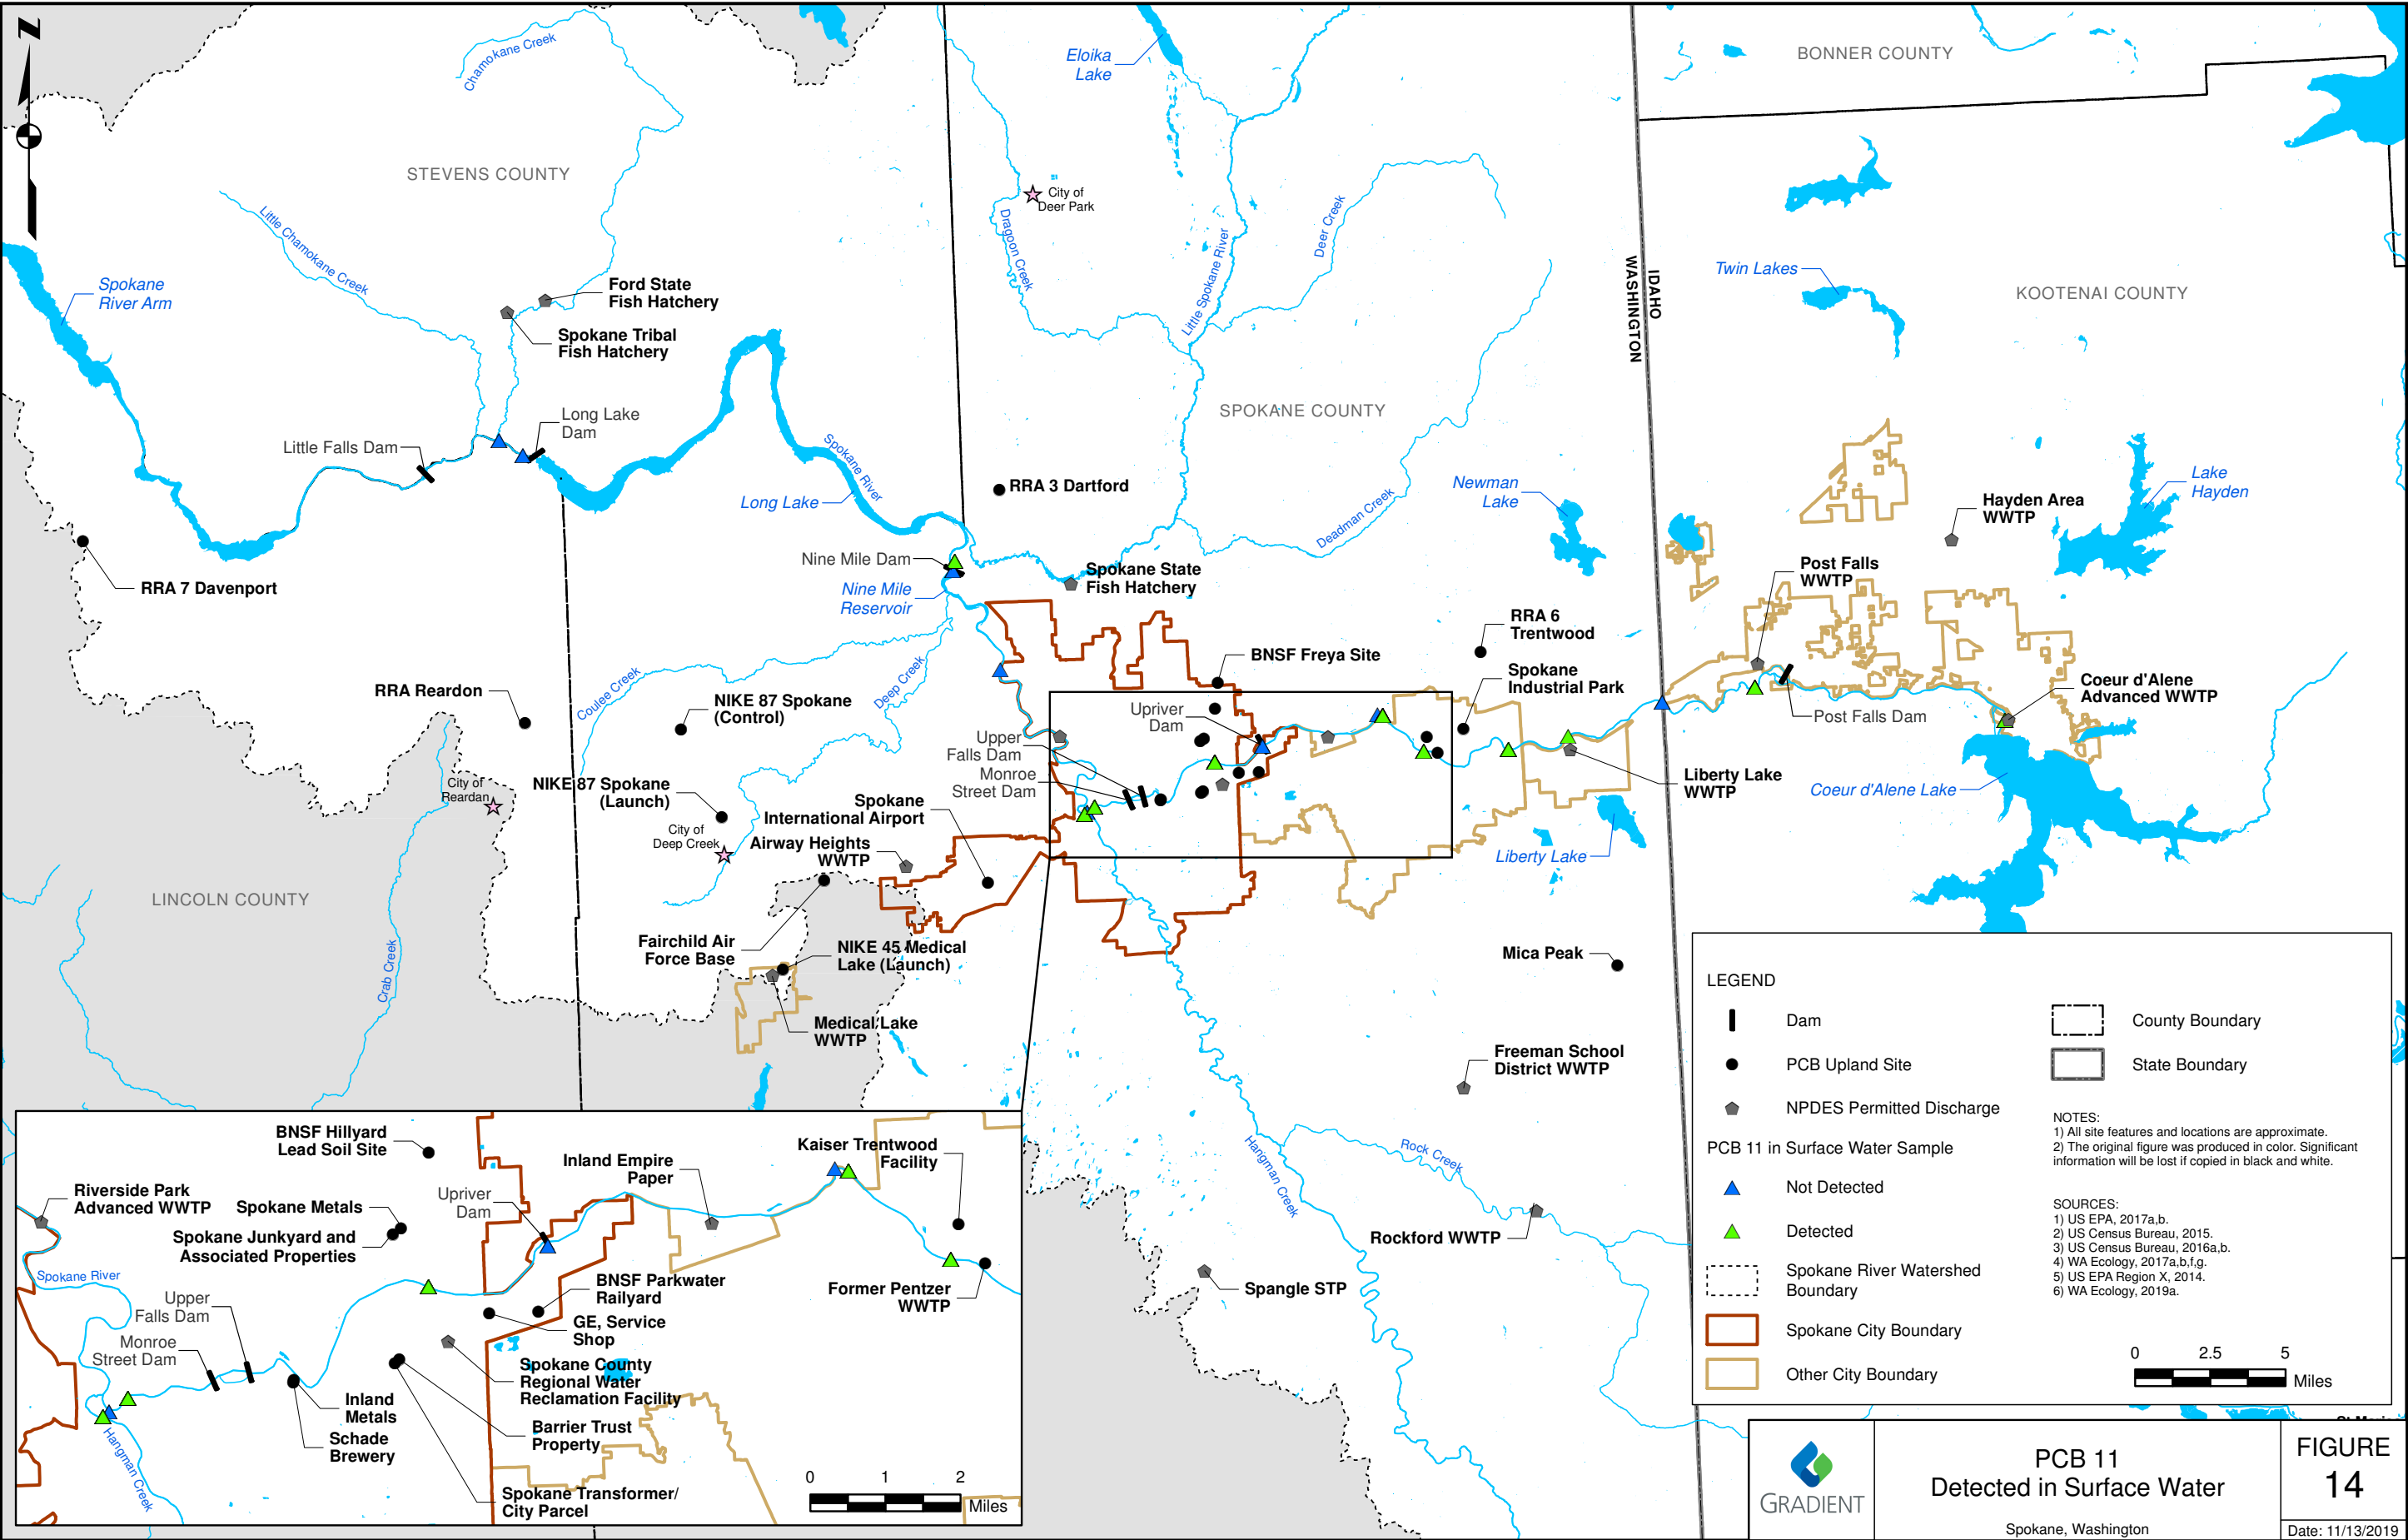 N
Chamokane Creek
Eloika
Lake
BONNER COUNTY
STEVENS COUNTY
City of
Deer Park
Little Chamokane Creek
Dragoon Creek
Little Spokane River
Deer Creek
IDAHO
WASHINGTON
Twin Lakes
KOOTENAI COUNTY
Spokane
River Arm
Ford State
Fish Hatchery
Spokane Tribal
Fish Hatchery
SPOKANE COUNTY
Long Lake
Dam
Little Falls Dam
Spokane River
Long Lake
RRA 3 Dartford
Newman
Lake
Deadman Creek
Lake
Hayden
Hayden Area
WWTP
Nine Mile Dam
Nine Mile
Reservoir
Spokane State
Fish Hatchery
Post Falls
WWTP
RRA 7 Davenport
RRA 6
Trentwood
BNSF Freya Site
Spokane
Industrial Park
RRA Reardon
Coulee Creek
Deep Creek
NIKE 87 Spokane
(Control)
Upriver
Dam
Upper
Falls Dam
Monroe
Street Dam
Coeur d'Alene
Advanced WWTP
Post Falls Dam
City of
Reardan
NIKE 87 Spokane
(Launch)
Spokane
International Airport
Liberty Lake
WWTP
Coeur d'Alene Lake
City of
Deep Creek
Airway Heights
WWTP
Liberty Lake
LINCOLN COUNTY
Crab Creek
Fairchild Air
Force Base
NIKE 45 Medical
Lake (Launch)
Mica Peak
Medical Lake
WWTP
Freeman School
District WWTP
Hangman Creek
Rock Creek
Rockford WWTP
Spangle STP
BNSF Hillyard
Lead Soil Site
Kaiser Trentwood
Facility
Inland Empire
Paper
Riverside Park
Advanced WWTP
Spokane Metals
Upriver
Dam
Spokane Junkyard and
Associated Properties
Spokane River
BNSF Parkwater
Railyard
Former Pentzer
WWTP
Upper
Falls Dam
GE, Service
Shop
Monroe
Street Dam
Spokane County
Regional Water
Reclamation Facility
Inland
Metals
Barrier Trust
Property
Schade
Brewery
Hangman Creek
Spokane Transformer/
City Parcel
0 1 2
Miles
LEGEND
Dam
PCB Upland Site
NPDES Permitted Discharge
PCB 11 in Surface Water Sample
Not Detected
Detected
Spokane River Watershed
Boundary
Spokane City Boundary
Other City Boundary
County Boundary
State Boundary
NOTES:
1) All site features and locations are approximate.
2) The original figure was produced in color. Significant
information will be lost if copied in black and white.
SOURCES:
1) US EPA, 2017a,b.
2) US Census Bureau, 2015.
3) US Census Bureau, 2016a,b.
4) WA Ecology, 2017a,b,f,g.
5) US EPA Region X, 2014.
6) WA Ecology, 2019a.
0 2.5 5
Miles
GRADIENT
PCB 11
Detected in Surface Water
Spokane, Washington
FIGURE
14
Date: 11/13/2019